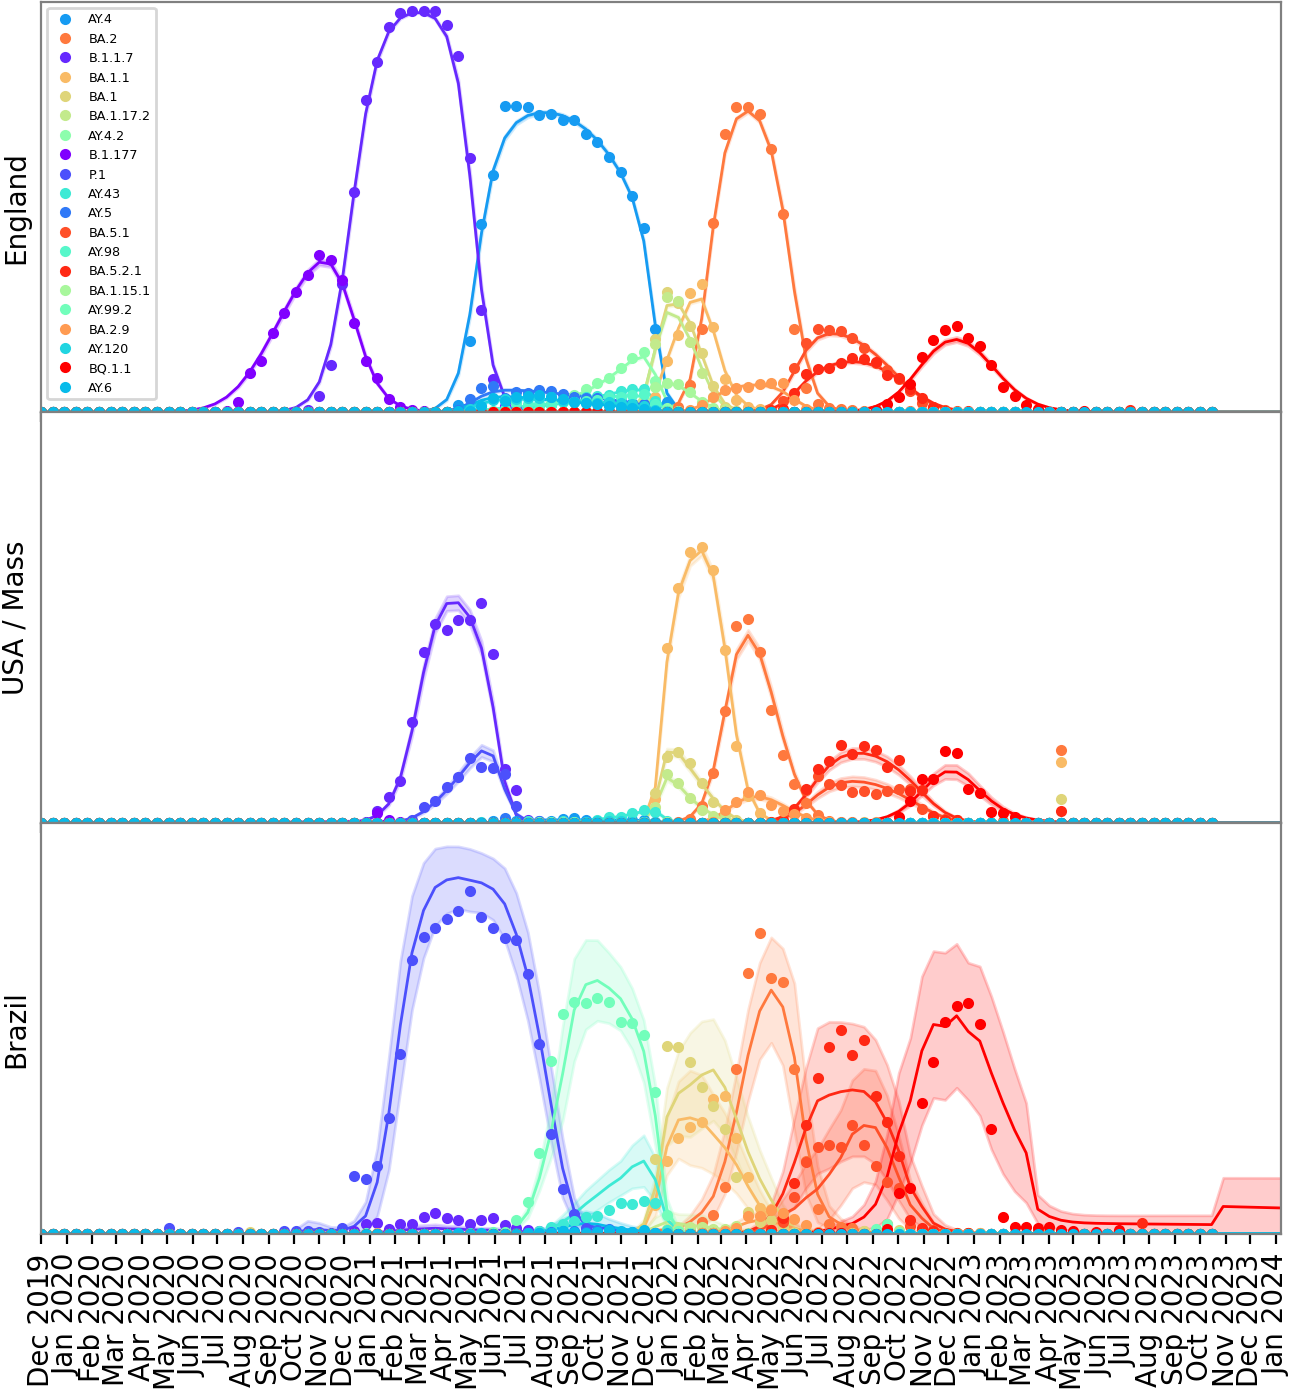 AY.4
BA.2
B.1.1.7
BA.1.1
BA.1
BA.1.17.2
AY.4.2
B.1.177
P.1
AY.43
AY.5
BA.5.1
AY.98
BA.5.2.1
BA.1.15.1
AY.99.2
BA.2.9
AY.120
BQ.1.1
AY.6
England
USA / Mass
Brazil
Dec 2019
Jan 2020
Feb 2020
Mar 2020
Apr 2020
May 2020
Jun 2020
Jul 2020
Aug 2020
Sep 2020
Oct 2020
Nov 2020
Dec 2020
Jan 2021
Feb 2021
Mar 2021
Apr 2021
May 2021
Jun 2021
Jul 2021
Aug 2021
Sep 2021
Oct 2021
Nov 2021
Dec 2021
Jan 2022
Feb 2022
Mar 2022
Apr 2022
May 2022
Jun 2022
Jul 2022
Aug 2022
Sep 2022
Oct 2022
Nov 2022
Dec 2022
Jan 2023
Feb 2023
Mar 2023
Apr 2023
May 2023
Jun 2023
Jul 2023
Aug 2023
Sep 2023
Oct 2023
Nov 2023
Dec 2023
Jan 2024